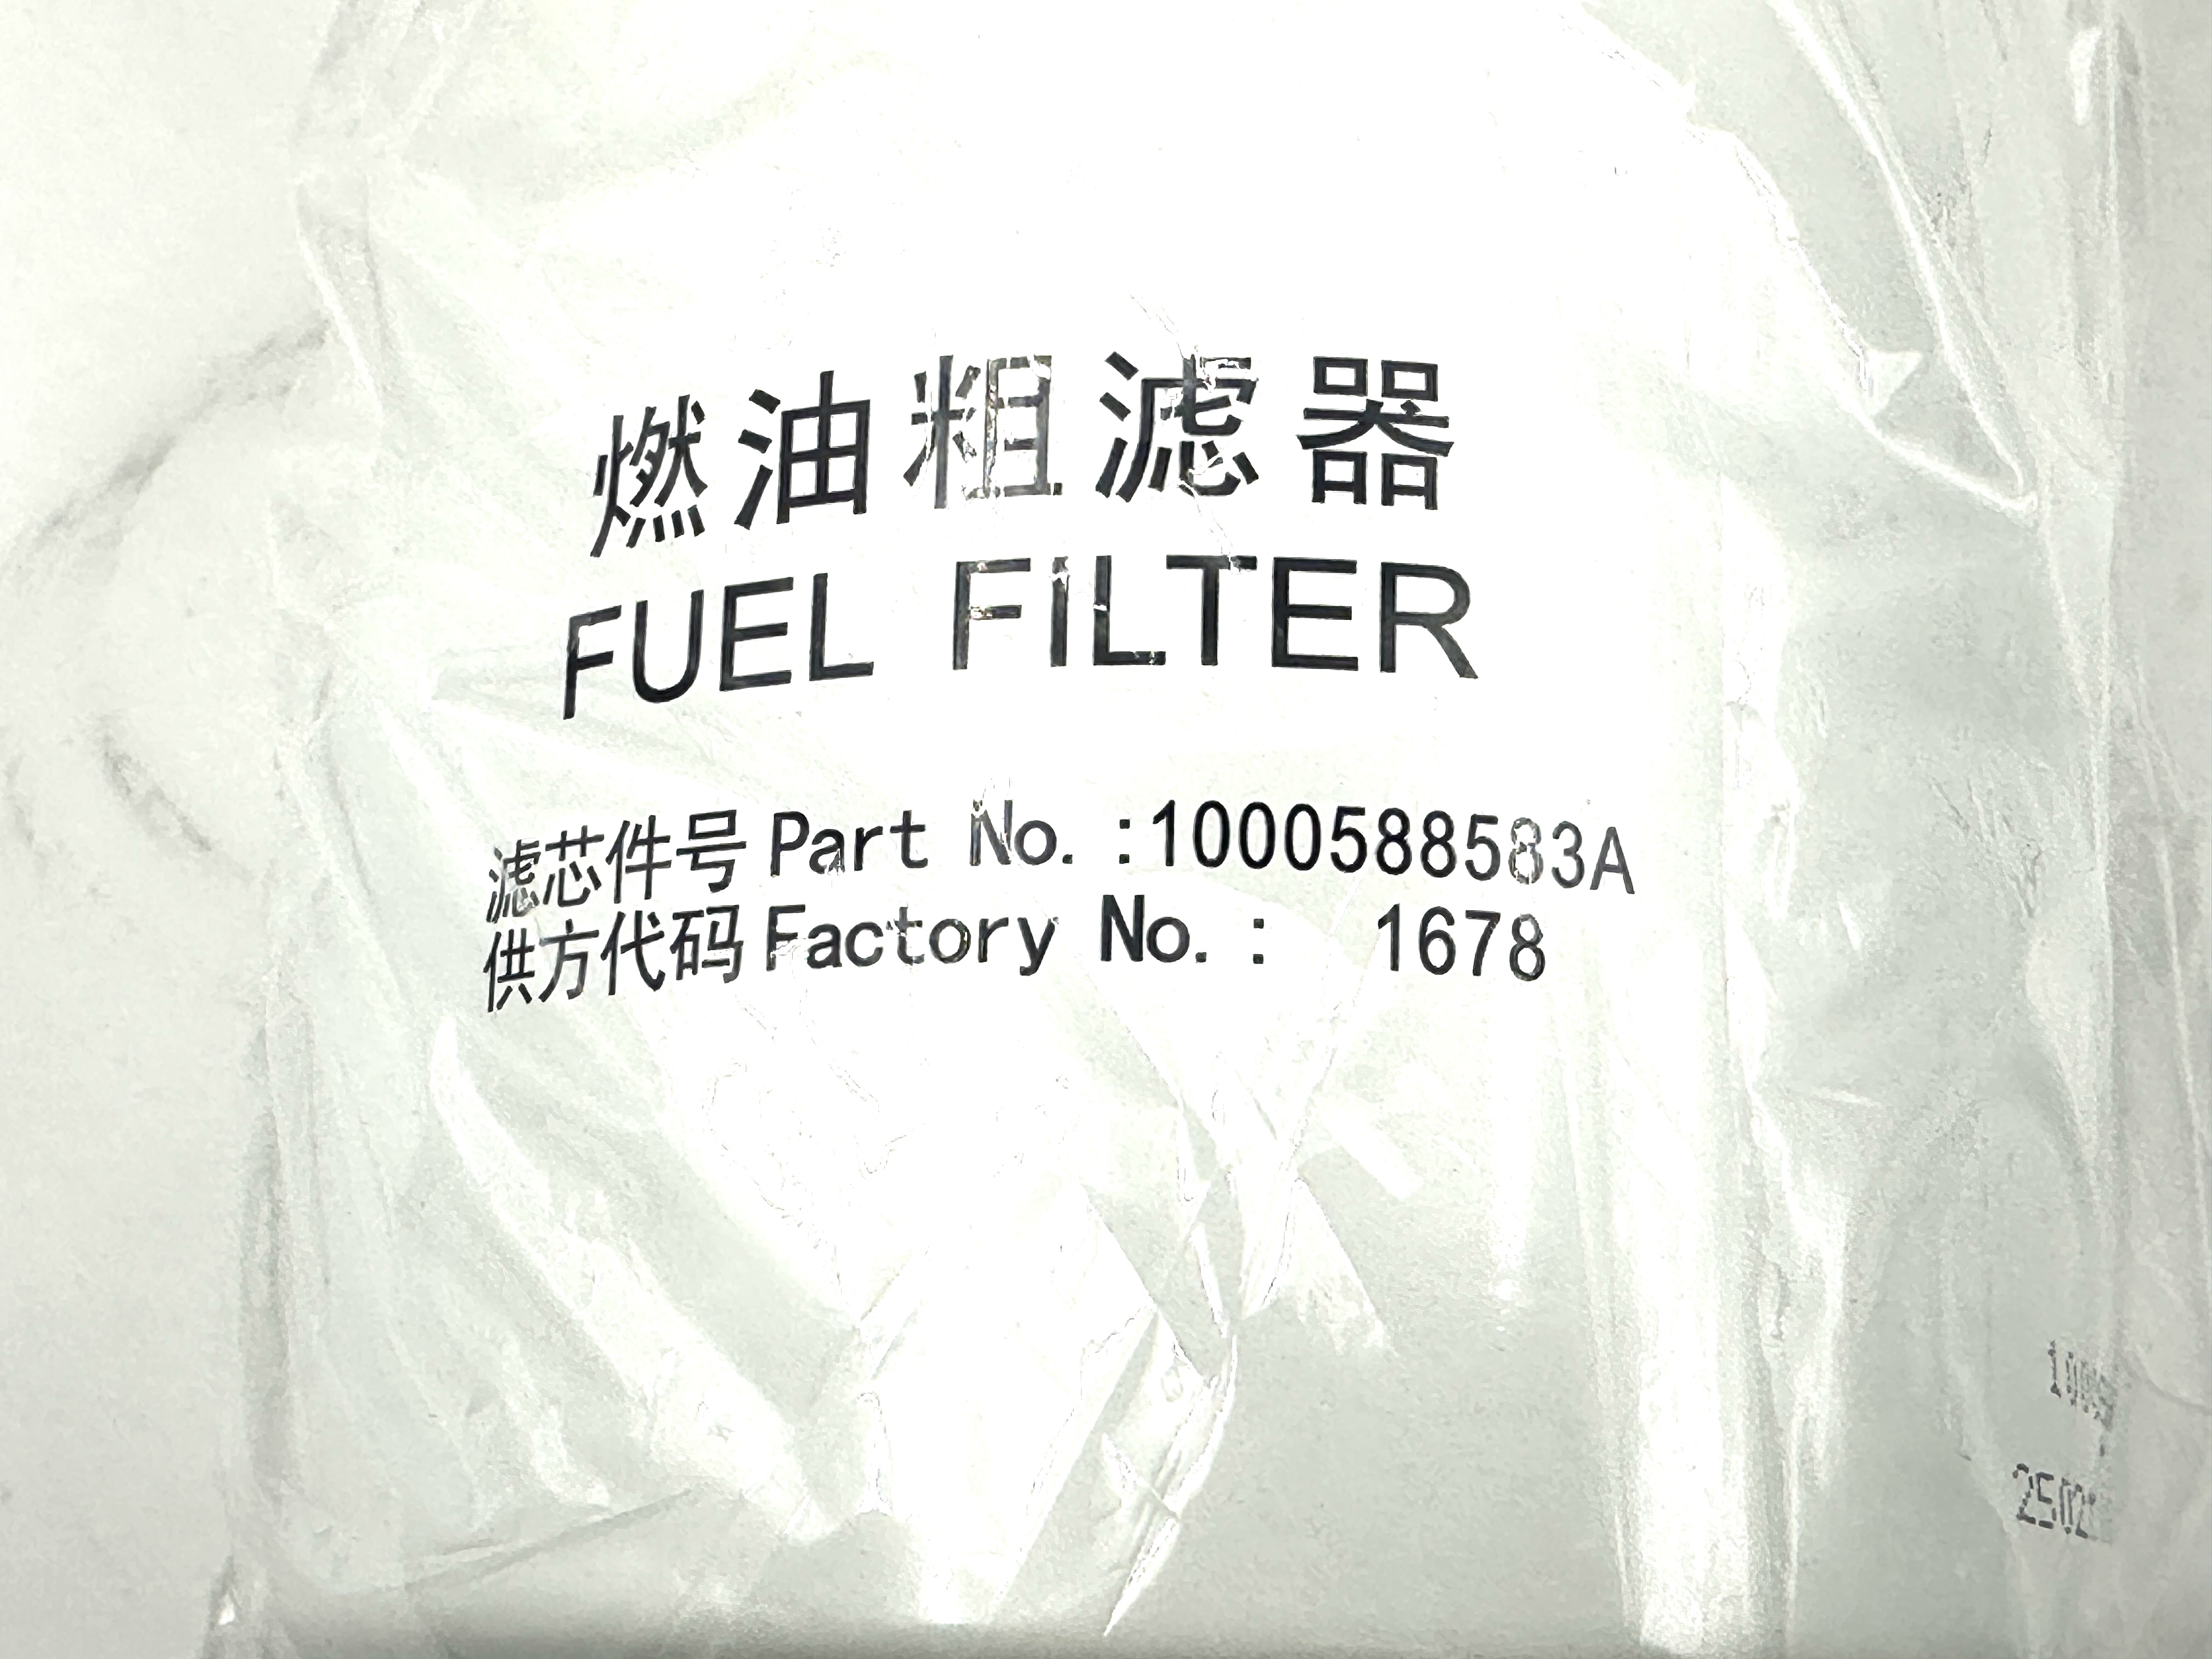 燃油粗滤器
FUEL FILTER
滤芯件号 Part No. :1000588583A
供方代码 Factory No. : 1678